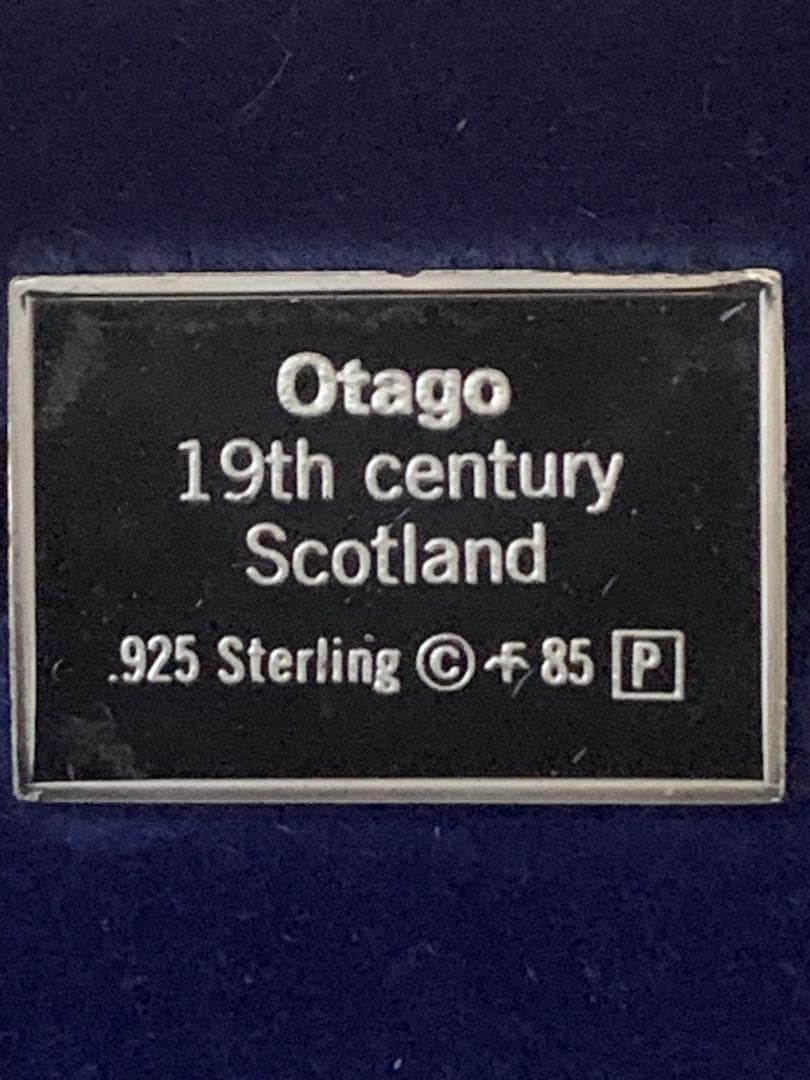 Otago
19th century
Scotland
.925 Sterling © F 85 P